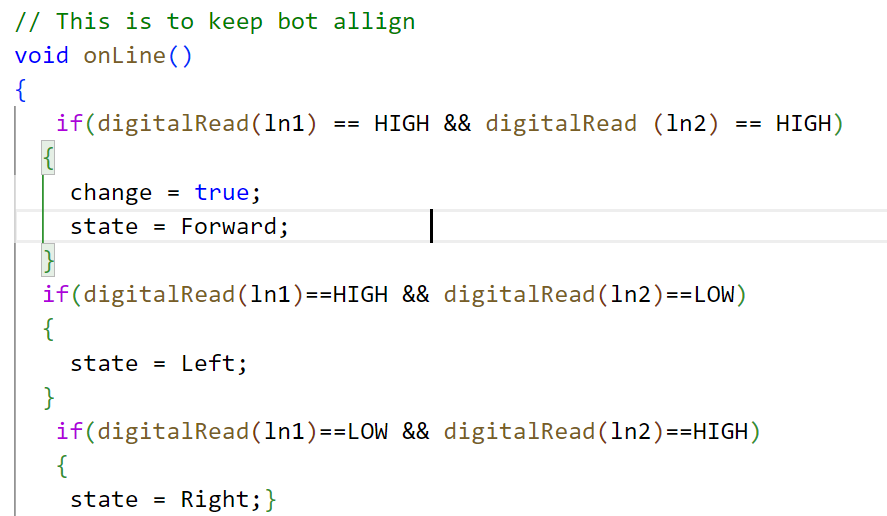 // This is to keep bot allign
void onLine()
{
if(digitalRead(ln1) == HIGH && digitalRead (ln2) == HIGH)
{
change = true;
state = Forward;
}
if(digitalRead(ln1)==HIGH && digitalRead(ln2)==LOW)
{
state = Left;
}
if(digitalRead(ln1)==LOW && digitalRead(ln2)==HIGH)
{
state = Right;}